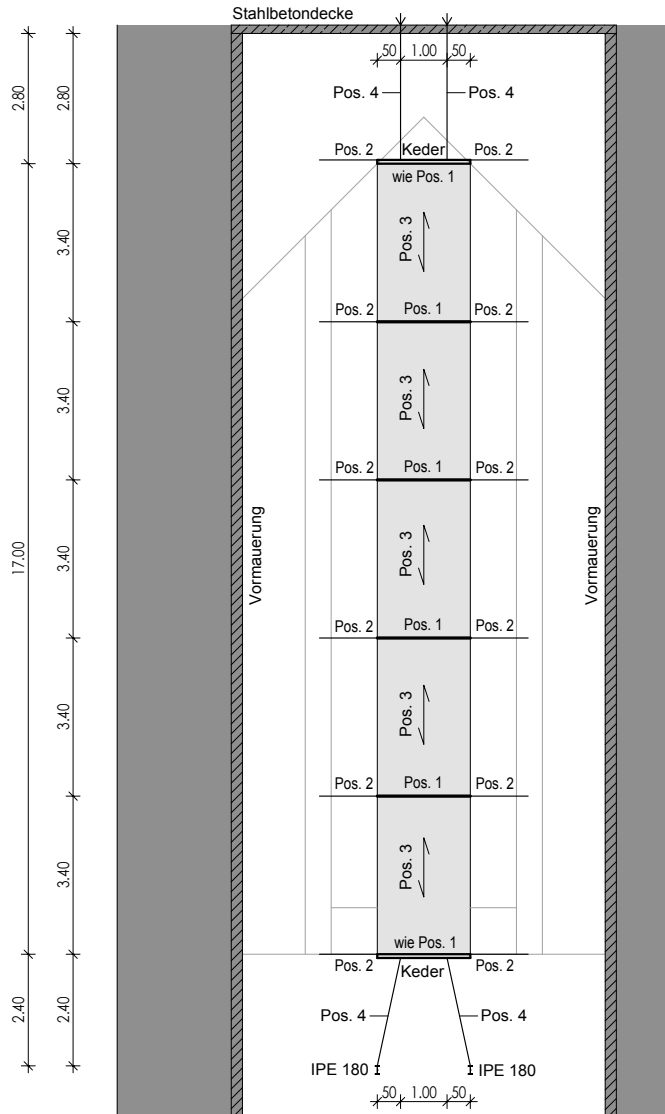 Stahlbetondecke
50 1.00 50
2.80 2.80
Pos. 4 Pos. 4
Pos. 2 Keder Pos. 2
wie Pos. 1
Pos. 3
3.40
Pos. 2 Pos. 1 Pos. 2
Pos. 3
3.40
Pos. 2 Pos. 1 Pos. 2
17.00 3.40
Vormauerung Pos. 3 Vormauerung
Pos. 2 Pos. 1 Pos. 2
Pos. 3
3.40
Pos. 2 Pos. 1 Pos. 2
Pos. 3
3.40
wie Pos. 1
Pos. 2 Keder Pos. 2
2.40 2.40
Pos. 4 Pos. 4
IPE 180 IPE 180
50 1.00 50